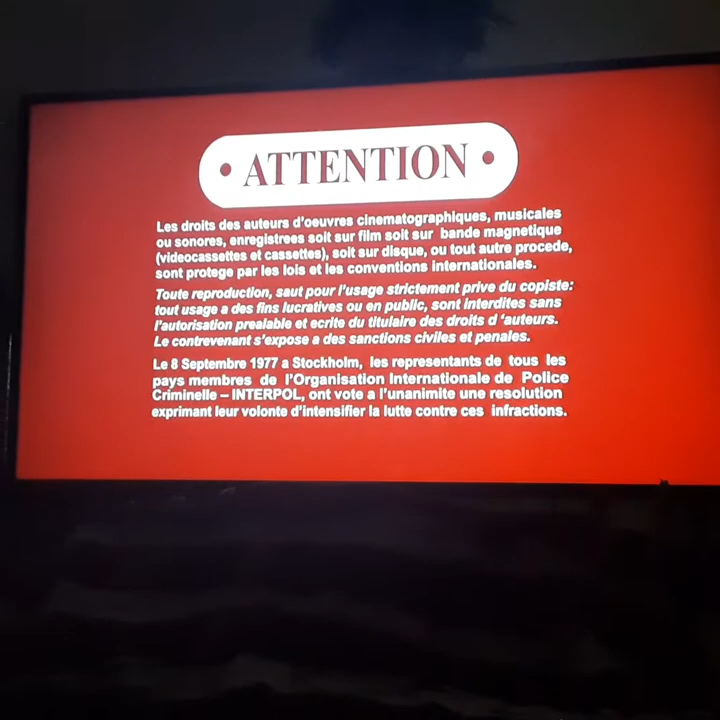 • ATTENTION •
Les droits des auteurs d'oeuvres cinematographiques, musicales
ou sonores, enregistrees soit sur film soit sur bande magnetique
(videocassettes et cassettes), soit sur disque, ou tout autre procede,
sont protege par les lois et les conventions internationales.
Toute reproduction, saut pour l'usage strictement prive du copiste:
tout usage a des fins lucratives ou en public, sont interdites sans
l'autorisation prealable et ecrite du titulaire des droits d 'auteurs.
Le contrevenant s'expose a des sanctions civiles et penales.
Le 8 Septembre 1977 a Stockholm, les representants de tous les
pays membres de l'Organisation Internationale de Police
Criminelle – INTERPOL, ont vote a l'unanimite une resolution
exprimant leur volonte d'intensifier la lutte contre ces infractions.